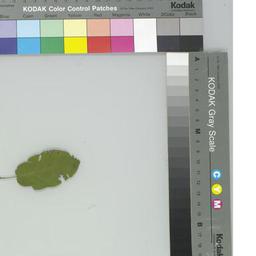 KODAK Color Control Patches
Kodak
Blue Cyan Green Yellow Red Magenta White 3/Color Black
KODAK Gray Scale
C Y M
Kodak
A 1 2 3 4 5 6 M 8 9 10 11 12 13 14 15 B 17 18